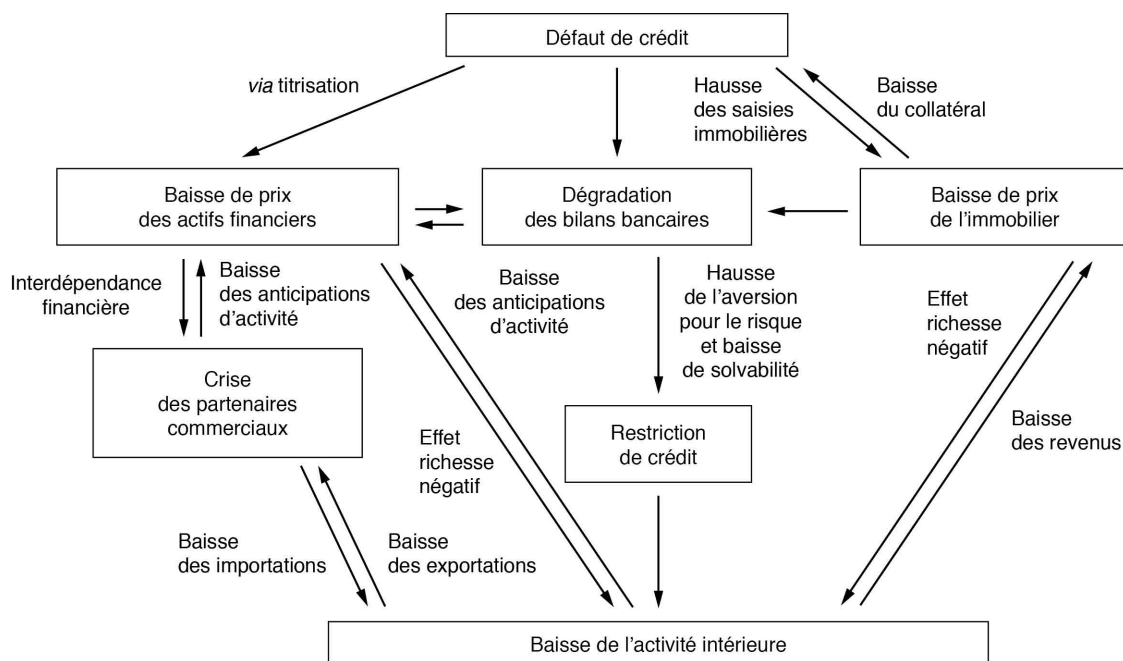 Défaut de crédit
via titrisation
Hausse
des saisies
immobilières
Baisse
du collatéral
Baisse de prix
des actifs financiers
Dégradation
des bilans bancaires
Baisse de prix
de l'immobilier
Interdépendance
financière
Baisse
des anticipations
d'activité
Baisse
des anticipations
d'activité
Hausse
de l'aversion
pour le risque
et baisse
de solvabilité
Effet
richesse
négatif
Crise
des partenaires
commerciaux
Effet
richesse
négatif
Restriction
de crédit
Baisse
des revenus
Baisse
des importations
Baisse
des exportations
Baisse de l'activité intérieure